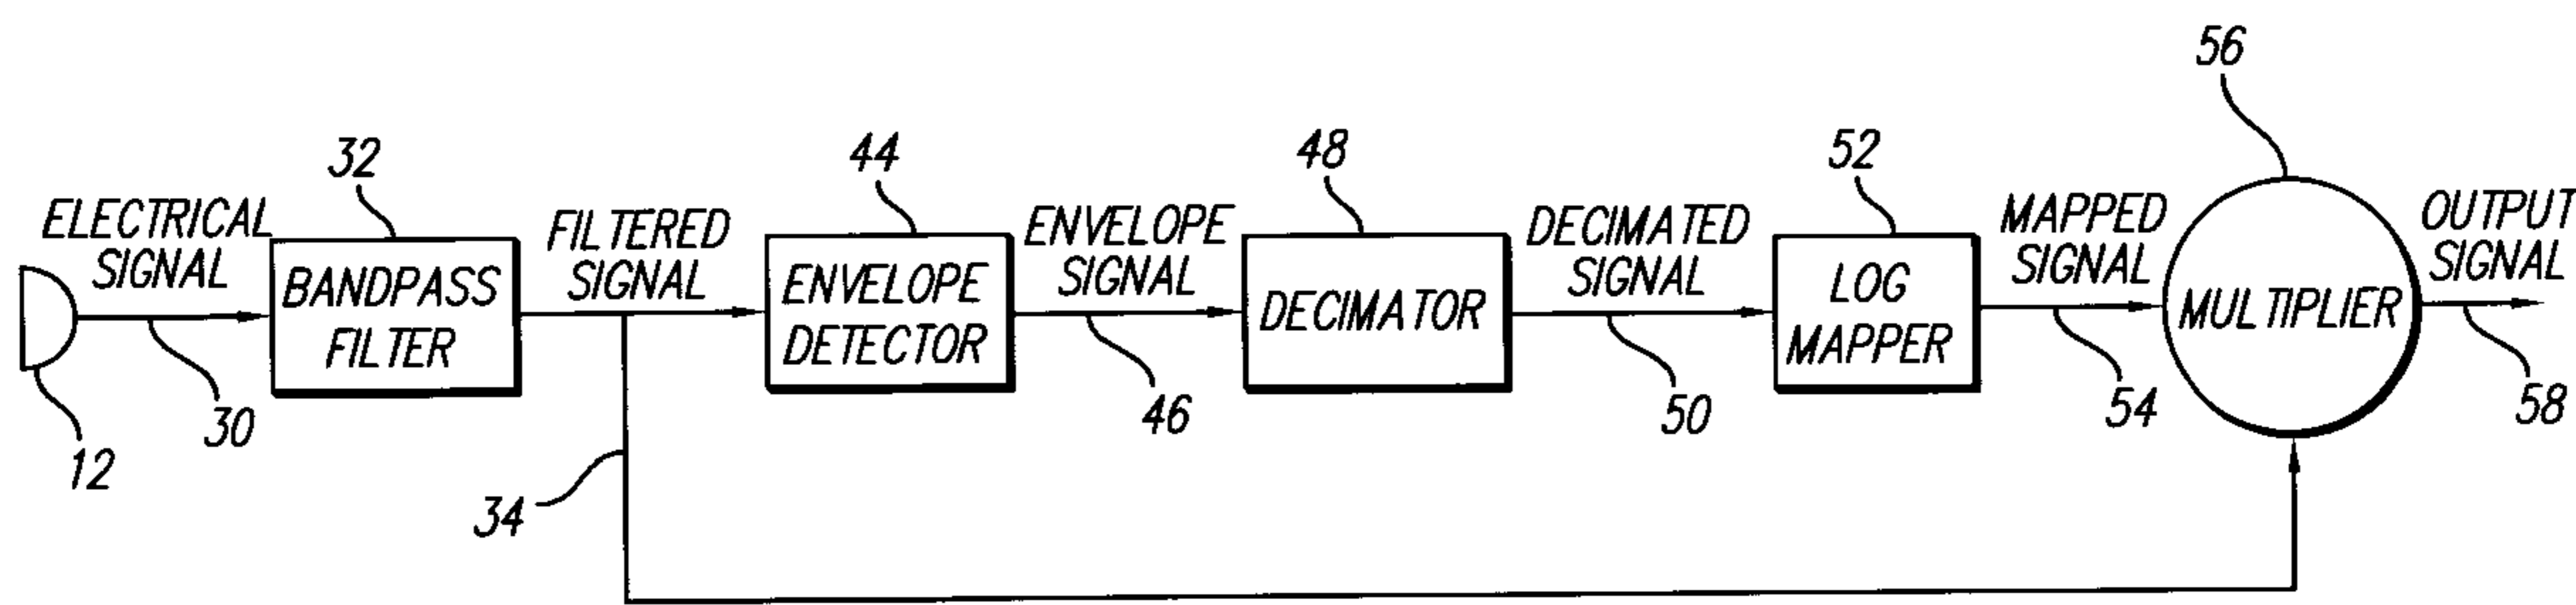 56
32
44
48
52
ELECTRICAL
SIGNAL
FILTERED
SIGNAL
ENVELOPE
SIGNAL
DECIMATED
SIGNAL
MAPPED
SIGNAL
OUTPUT
SIGNAL
BANDPASS
FILTER
ENVELOPE
DETECTOR
DECIMATOR
LOG
MAPPER
MULTIPLIER
12
30
34
46
50
54
58